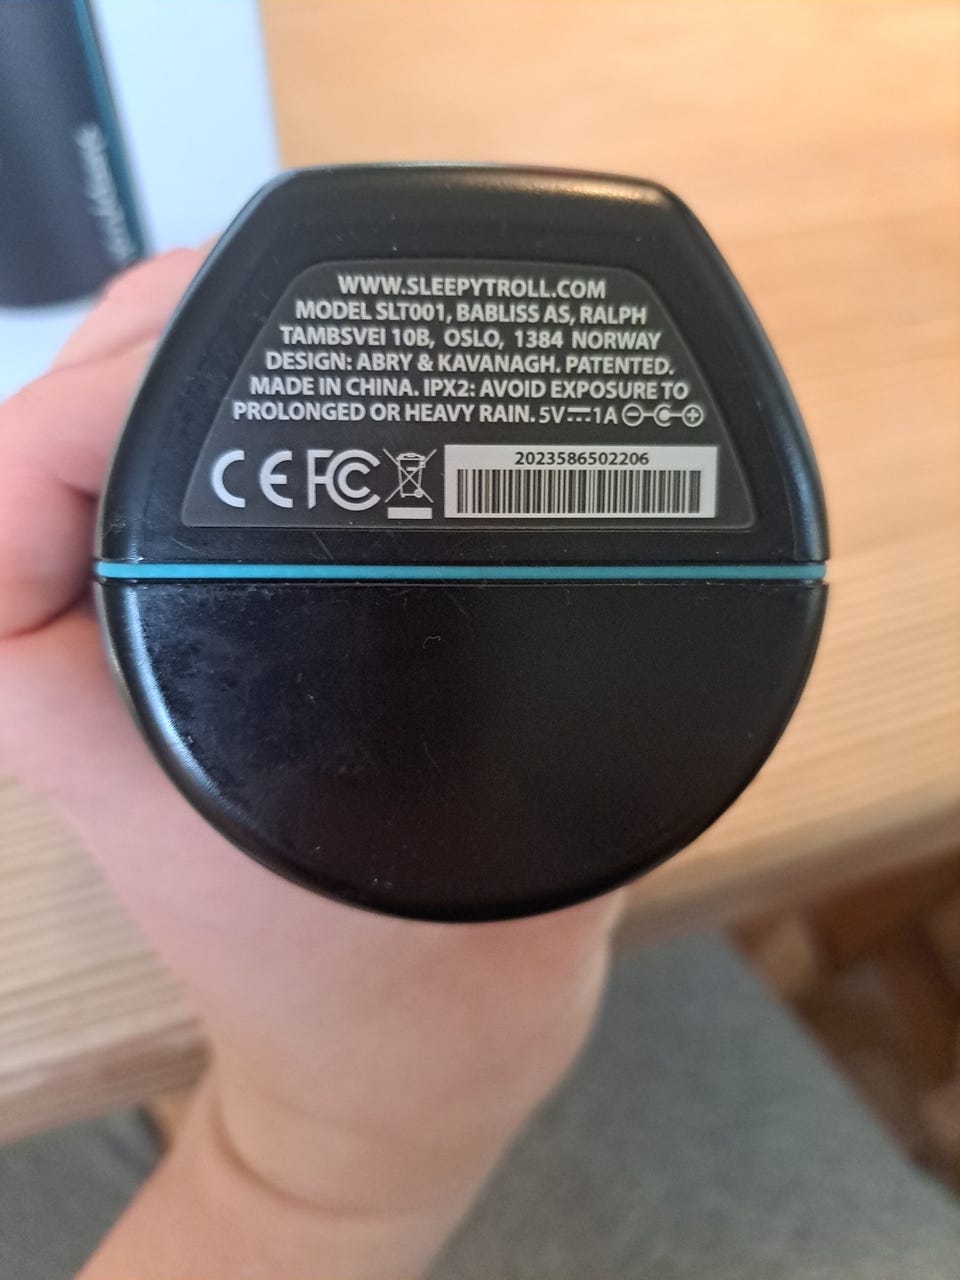 WWW.SLEEPYTROLL.COM
MODEL SLT001, BABLISS AS, RALPH
TAMBSVEI 10B, OSLO, 1384 NORWAY
DESIGN: ABRY & KAVANAGH. PATENTED.
MADE IN CHINA. IPX2: AVOID EXPOSURE TO
PROLONGED OR HEAVY RAIN. 5V 1A
CE FC
2023586502206